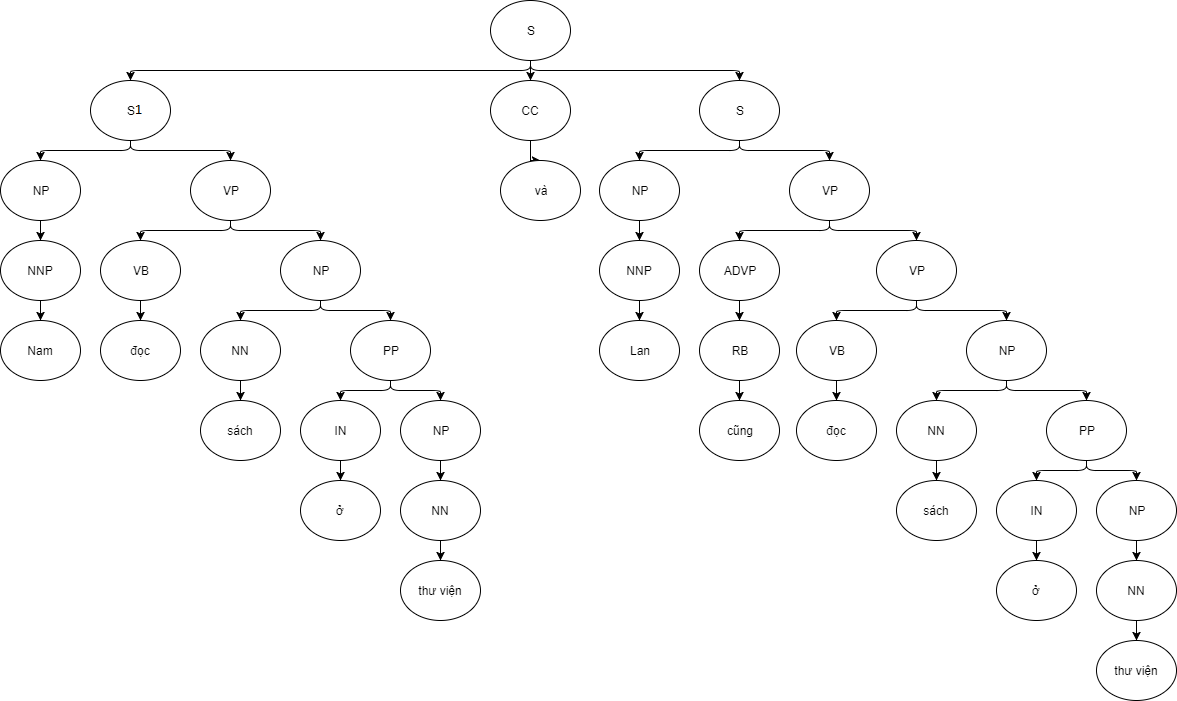 S
S1 CC S
NP VP và NP VP
NNP VB NP NNP ADVP VP
Nam đọc NN PP Lan RB VB NP
sách IN NP cũng đọc NN PP
ở NN sách IN NP
thư viện ở NN
thư viện